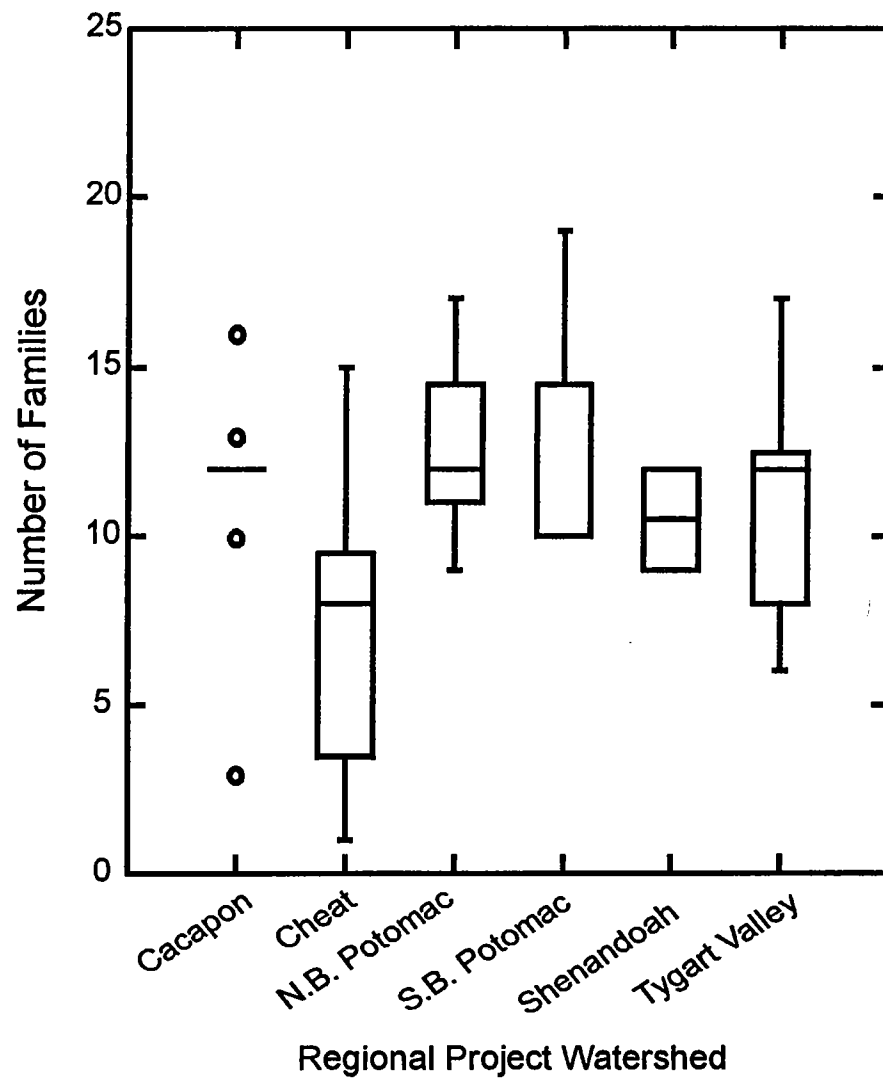 25
20
15
10
5
0
Number of Families
Cacapon
Cheat
N.B. Potomac
S.B. Potomac
Shenandoah
Tygart Valley
Regional Project Watershed